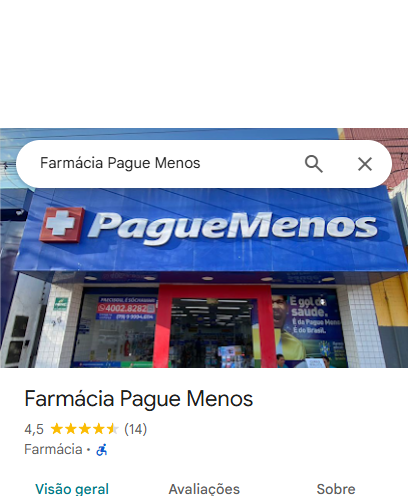 Farmácia Pague Menos
PagueMenos
4002.8282
É gol de
saúde.
É de Pague Menos
É do Brasil.
Farmácia Pague Menos
4,5 (14)
Farmácia ·
Visão geral Avaliações Sobre